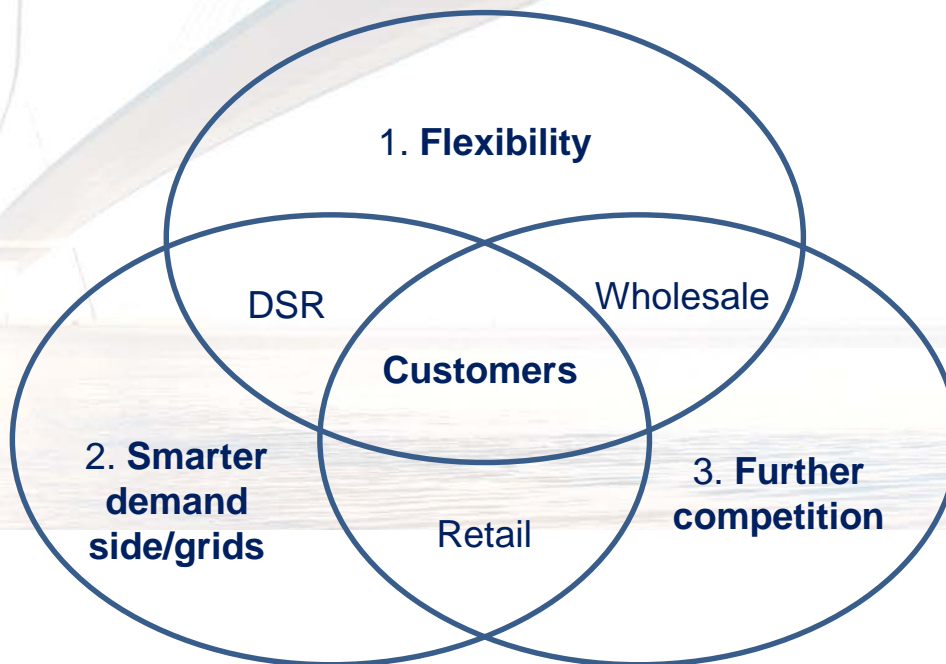 1. Flexibility
DSR
Wholesale
Customers
2. Smarter
demand
side/grids
3. Further
competition
Retail